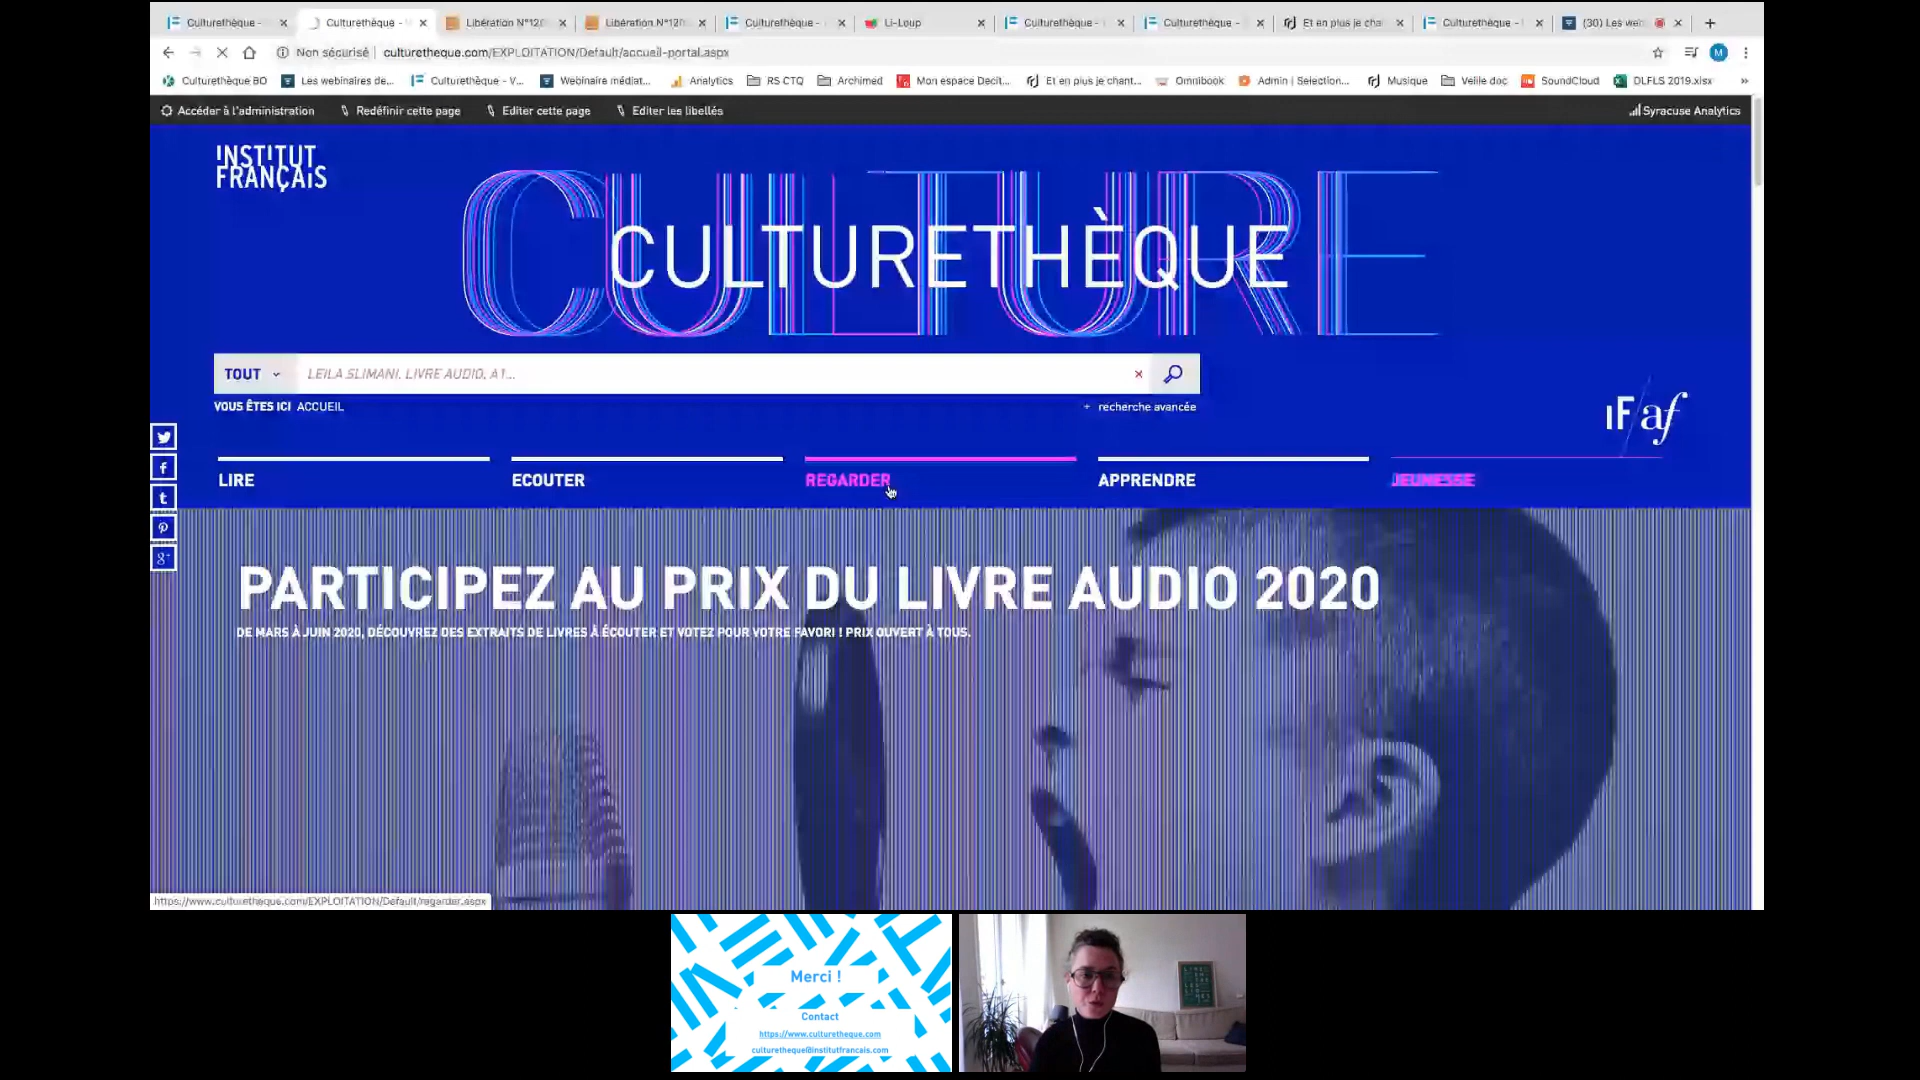 Culturethèque -
Culturethèque -
Libération N°12
Libération N°12
Culturethèque -
Li-Loup
Culturethèque -
Culturethèque -
Et en plus je cha
Culturethèque -
(30) Les web
Non sécurisé | culturetheque.com/EXPLOITATION/Default/accueil-portal.aspx
M
Culturethèque BO
Les webinaires de...
Culturethèque - V...
Webinaire médiat...
Analytics
RS CTQ
Archimed
Mon espace Decit...
Et en plus je chant...
Omnibook
Admin | Selection...
Musique
Veille doc
SoundCloud
DLFLS 2019.xlsx
»
Accéder à l'administration
Redéfinir cette page
Editer cette page
Editer les libellés
Syracuse Analytics
INSTITUT
FRANÇAIS
CULTURE
CULTURETHÈQUE
TOUT
LEILA SLIMANI, LIVRE AUDIO, A1...
VOUS ÊTES ICI ACCUEIL
+ recherche avancée
IF/af
LIRE
ECOUTER
REGARDER
APPRENDRE
JEUNESSE
PARTICIPEZ AU PRIX DU LIVRE AUDIO 2020
DE MARS À JUIN 2020, DÉCOUVREZ DES EXTRAITS DE LIVRES À ÉCOUTER ET VOTEZ POUR VOTRE FAVORI ! PRIX OUVERT À TOUS.
https://www.culturetheque.com/EXPLOITATION/Default/regarder.aspx
Merci !
Contact
https://www.culturetheque.com
culturetheque@institutfrancais.com